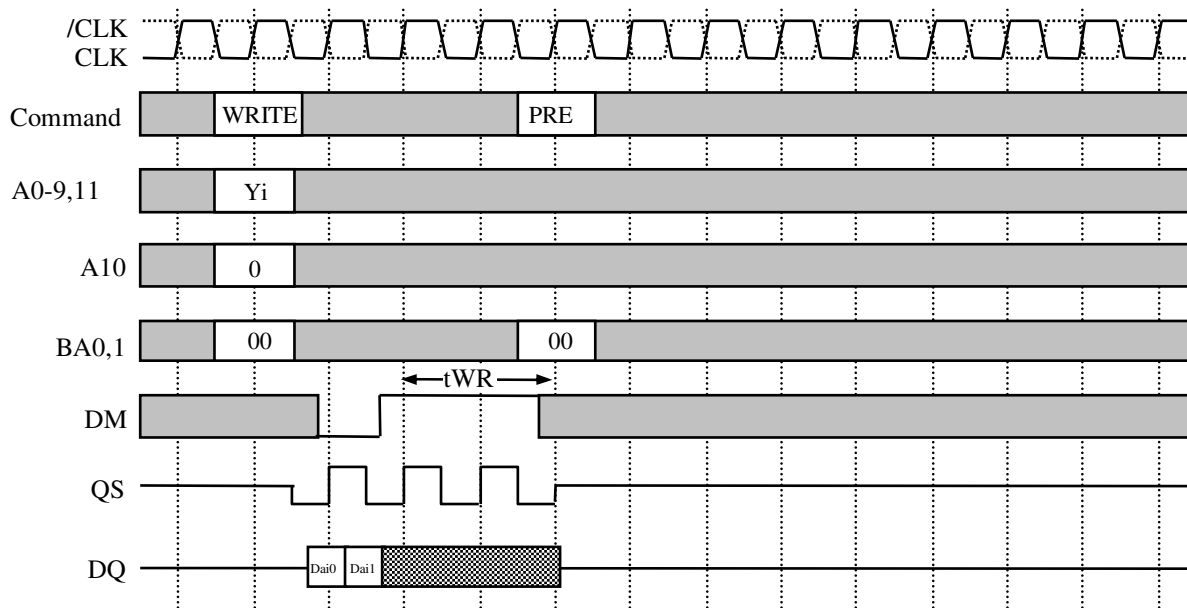 /CLK
CLK
Command WRITE PRE
A0-9,11 Yi
A10 0
BA0,1 00 00
tWR
DM
QS
DQ Dai0 Dai1